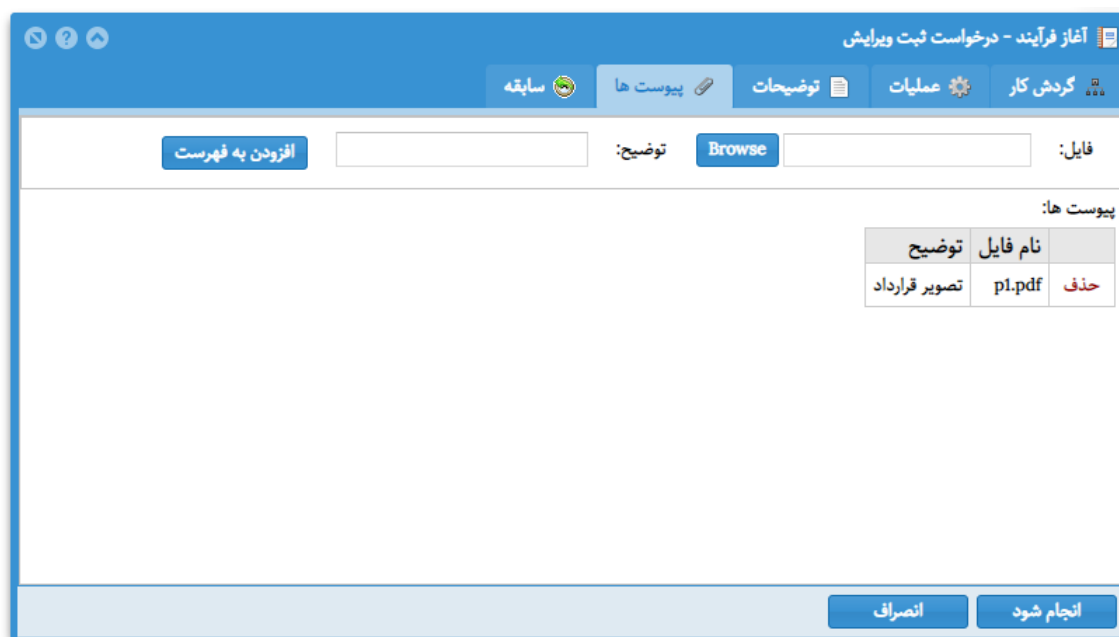 آغاز فرآیند - درخواست ثبت ویرایش
گردش کار عملیات توضیحات پیوست ها سابقه
فایل: Browse توضیح: افزودن به فهرست
پیوست ها:
نام فایل توضیح
حذف p1.pdf تصویر قرارداد
انجام شود انصراف